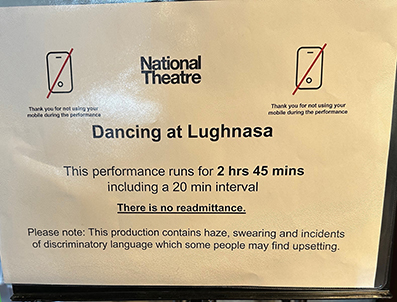 National
Theatre
Thank you for not using your
mobile during the performance
Thank you for not using your
mobile during the performance
Dancing at Lughnasa
This performance runs for 2 hrs 45 mins
including a 20 min interval
There is no readmittance.
Please note: This production contains haze, swearing and incidents
of discriminatory language which some people may find upsetting.